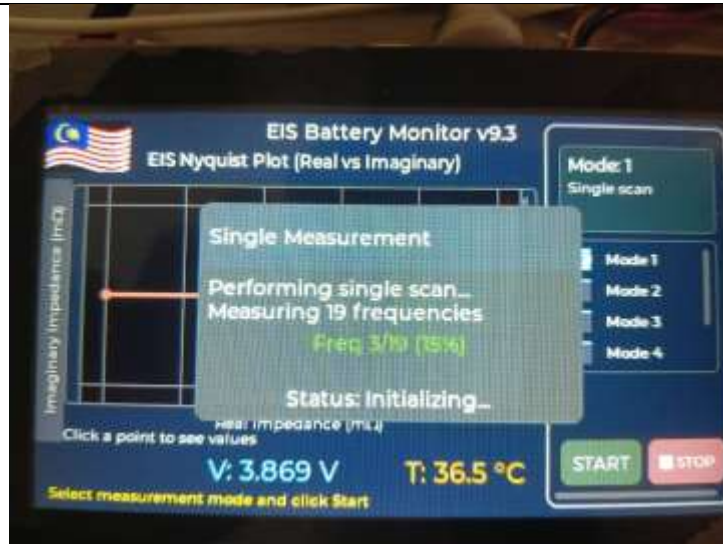 EIS Battery Monitor v9.3
EIS Nyquist Plot (Real vs Imaginary)
Mode: 1
Single scan
Imaginary Impedance (mΩ)
Single Measurement
Performing single scan...
Measuring 19 frequencies
Freq 3/19 (15%)
Status: Initializing...
Mode 1
Mode 2
Mode 3
Mode 4
Real Impedance (mΩ)
Click a point to see values
V: 3.869 V
T: 36.5 °C
START
STOP
Select measurement mode and click Start